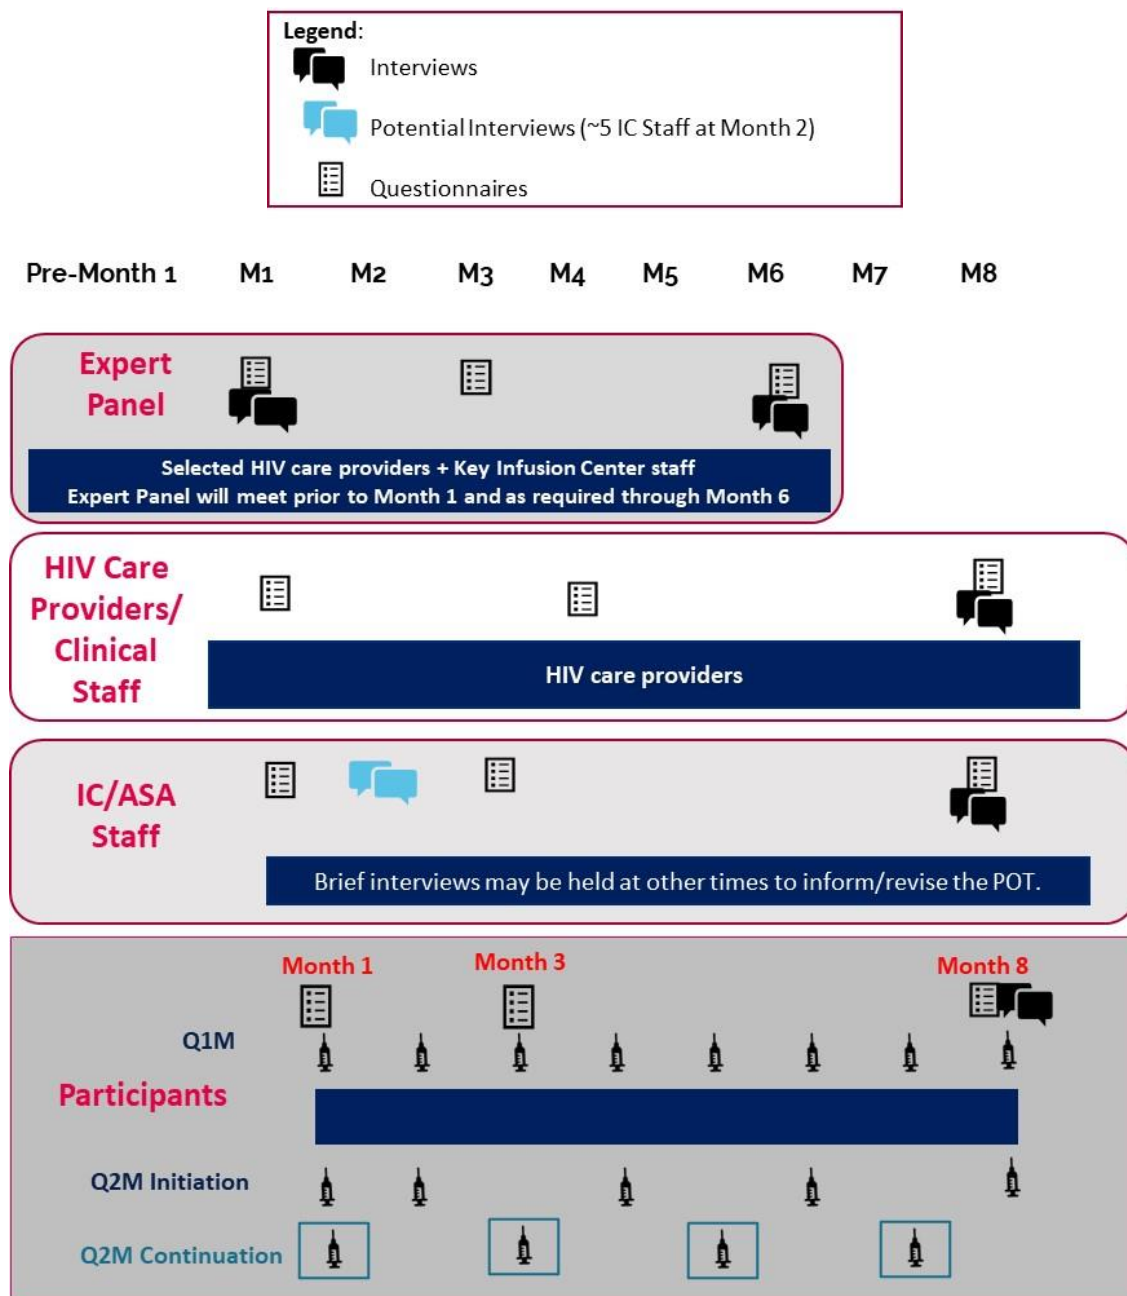 Legend:
Interviews
Potential Interviews (~5 IC Staff at Month 2)
Questionnaires
Pre-Month 1 M1 M2 M3 M4 M5 M6 M7 M8
Expert
Panel
Selected HIV care providers + Key Infusion Center staff
Expert Panel will meet prior to Month 1 and as required through Month 6
HIV Care
Providers/
Clinical
Staff
HIV care providers
IC/ASA
Staff
Brief interviews may be held at other times to inform/revise the POT.
Month 1 Month 3 Month 8
Q1M
Participants
Q2M Initiation
Q2M Continuation